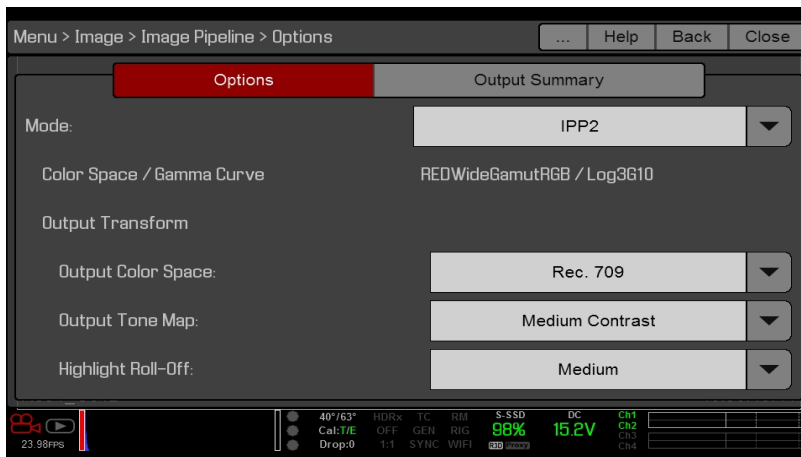 Menu > Image > Image Pipeline > Options ... Help Back Close
Options Output Summary
Mode: IPP2
Color Space / Gamma Curve REDWideGamutRGB / Log3G10
Output Transform
Output Color Space: Rec. 709
Output Tone Map: Medium Contrast
Highlight Roll-Off: Medium
40°/63° HDRx TC RM S-SSD DC Ch1
Cal:T/E OFF GEN RIG 98% 15.2V Ch2
23.98FPS Drop:0 1:1 SYNC WIFI R3D Proxy Ch3
Ch4